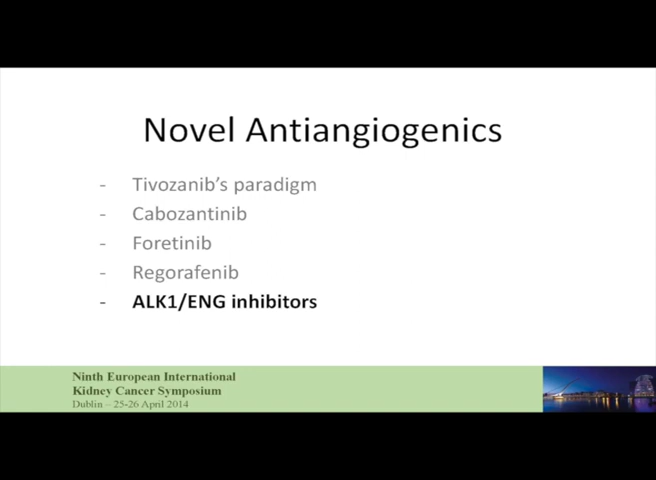 Novel Antiangiogenics
- Tivozanib's paradigm
- Cabozantinib
- Foretinib
- Regorafenib
- ALK1/ENG inhibitors
Ninth European International
Kidney Cancer Symposium
Dublin – 25-26 April 2014